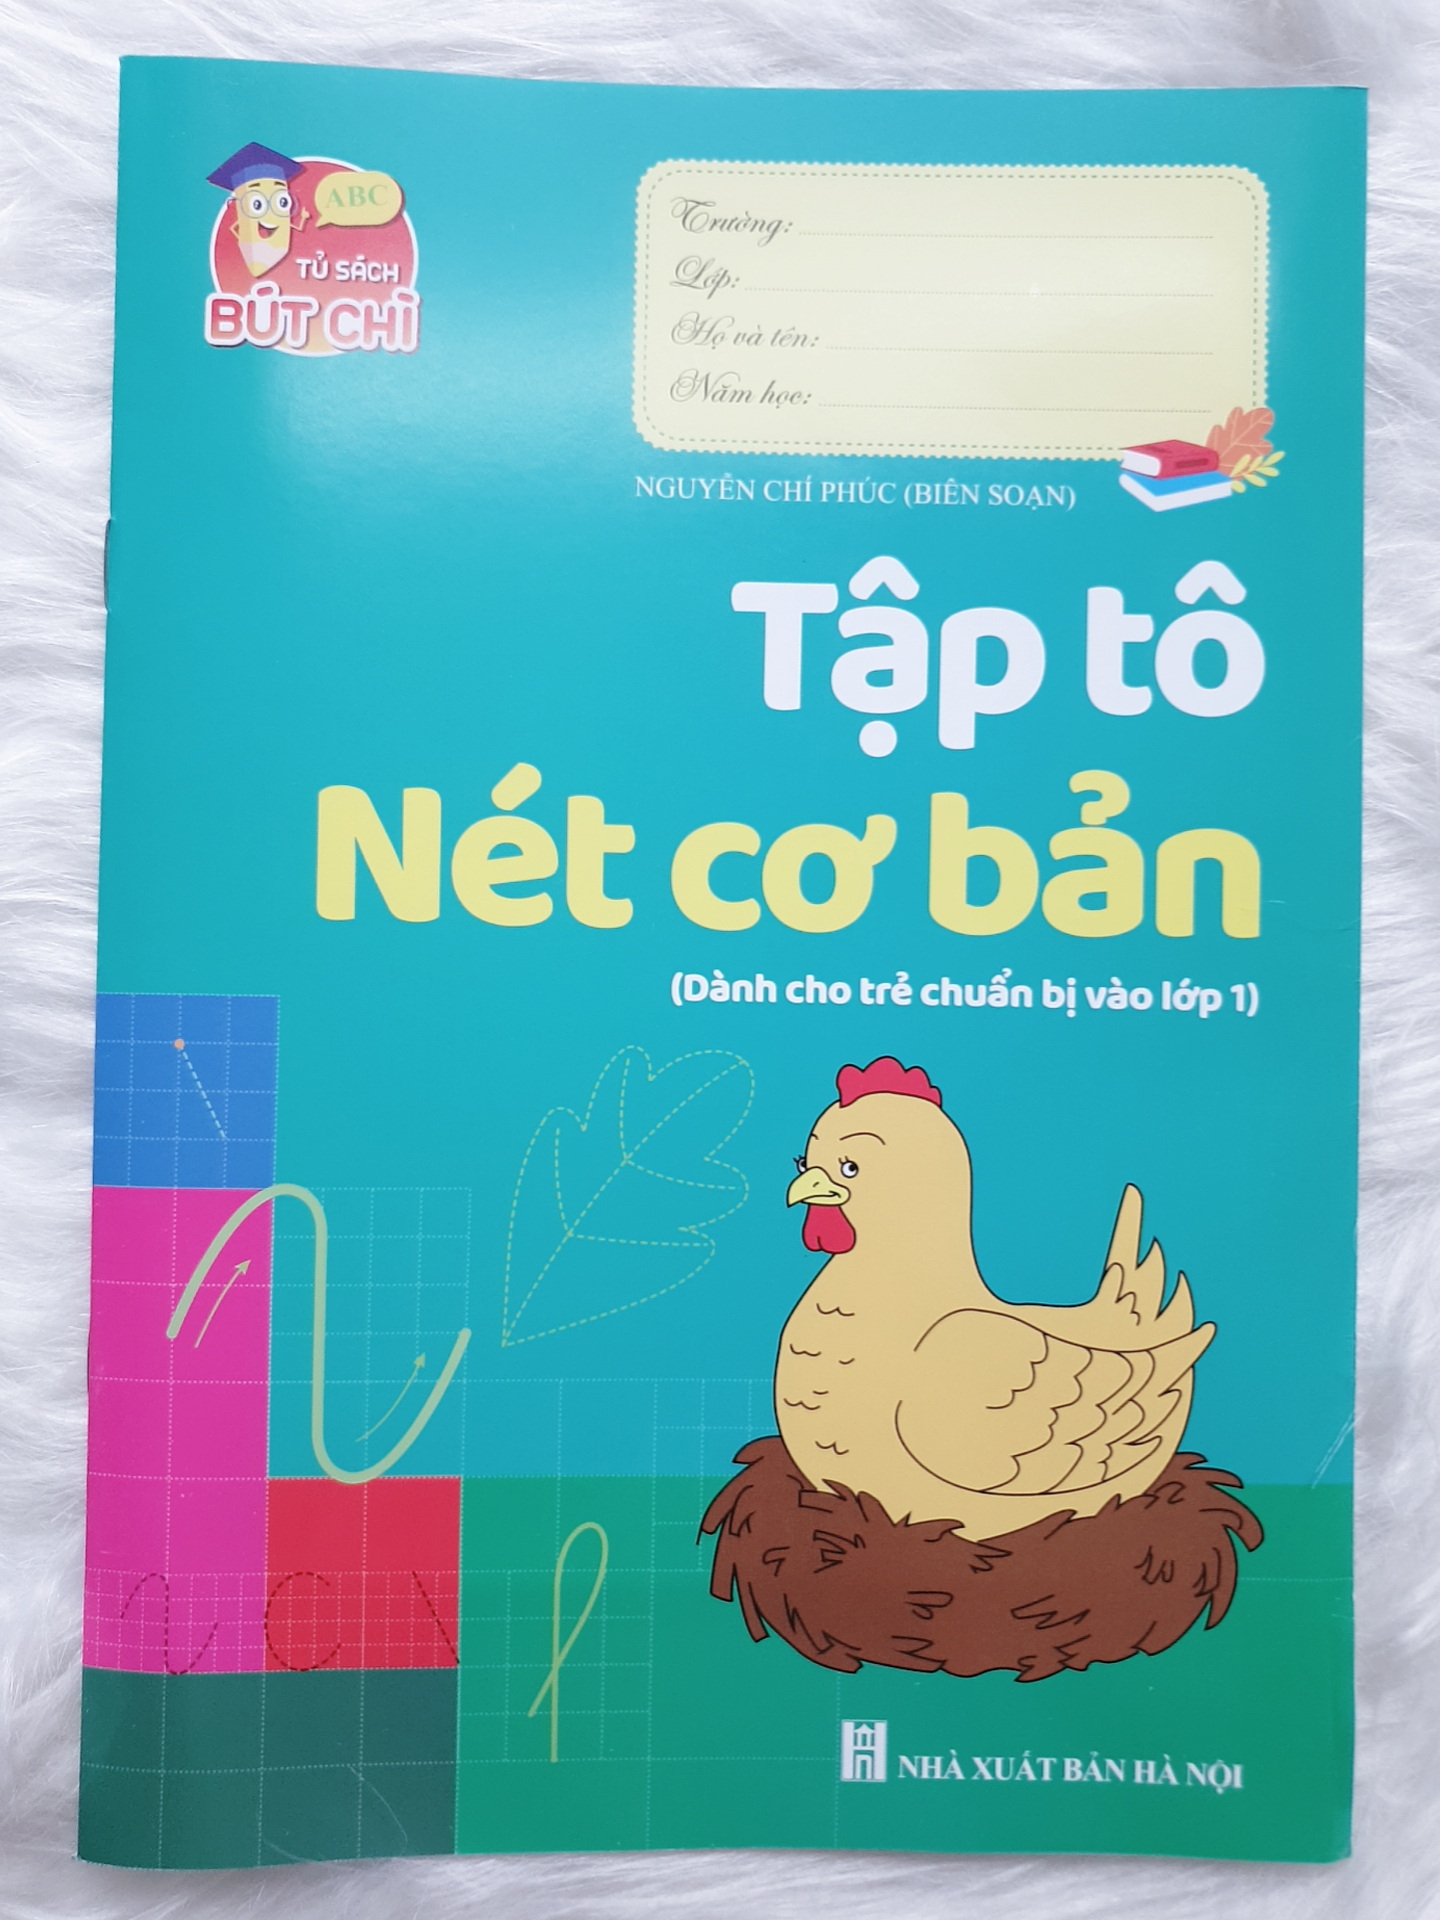 ABC
TỦ SÁCH
BÚT CHÌ
Trường:
Lớp:
Họ và tên:
Năm học:
NGUYỄN CHÍ PHÚC (BIÊN SOẠN)
Tập tô
Nét cơ bản
(Dành cho trẻ chuẩn bị vào lớp 1)
NHÀ XUẤT BẢN HÀ NỘI